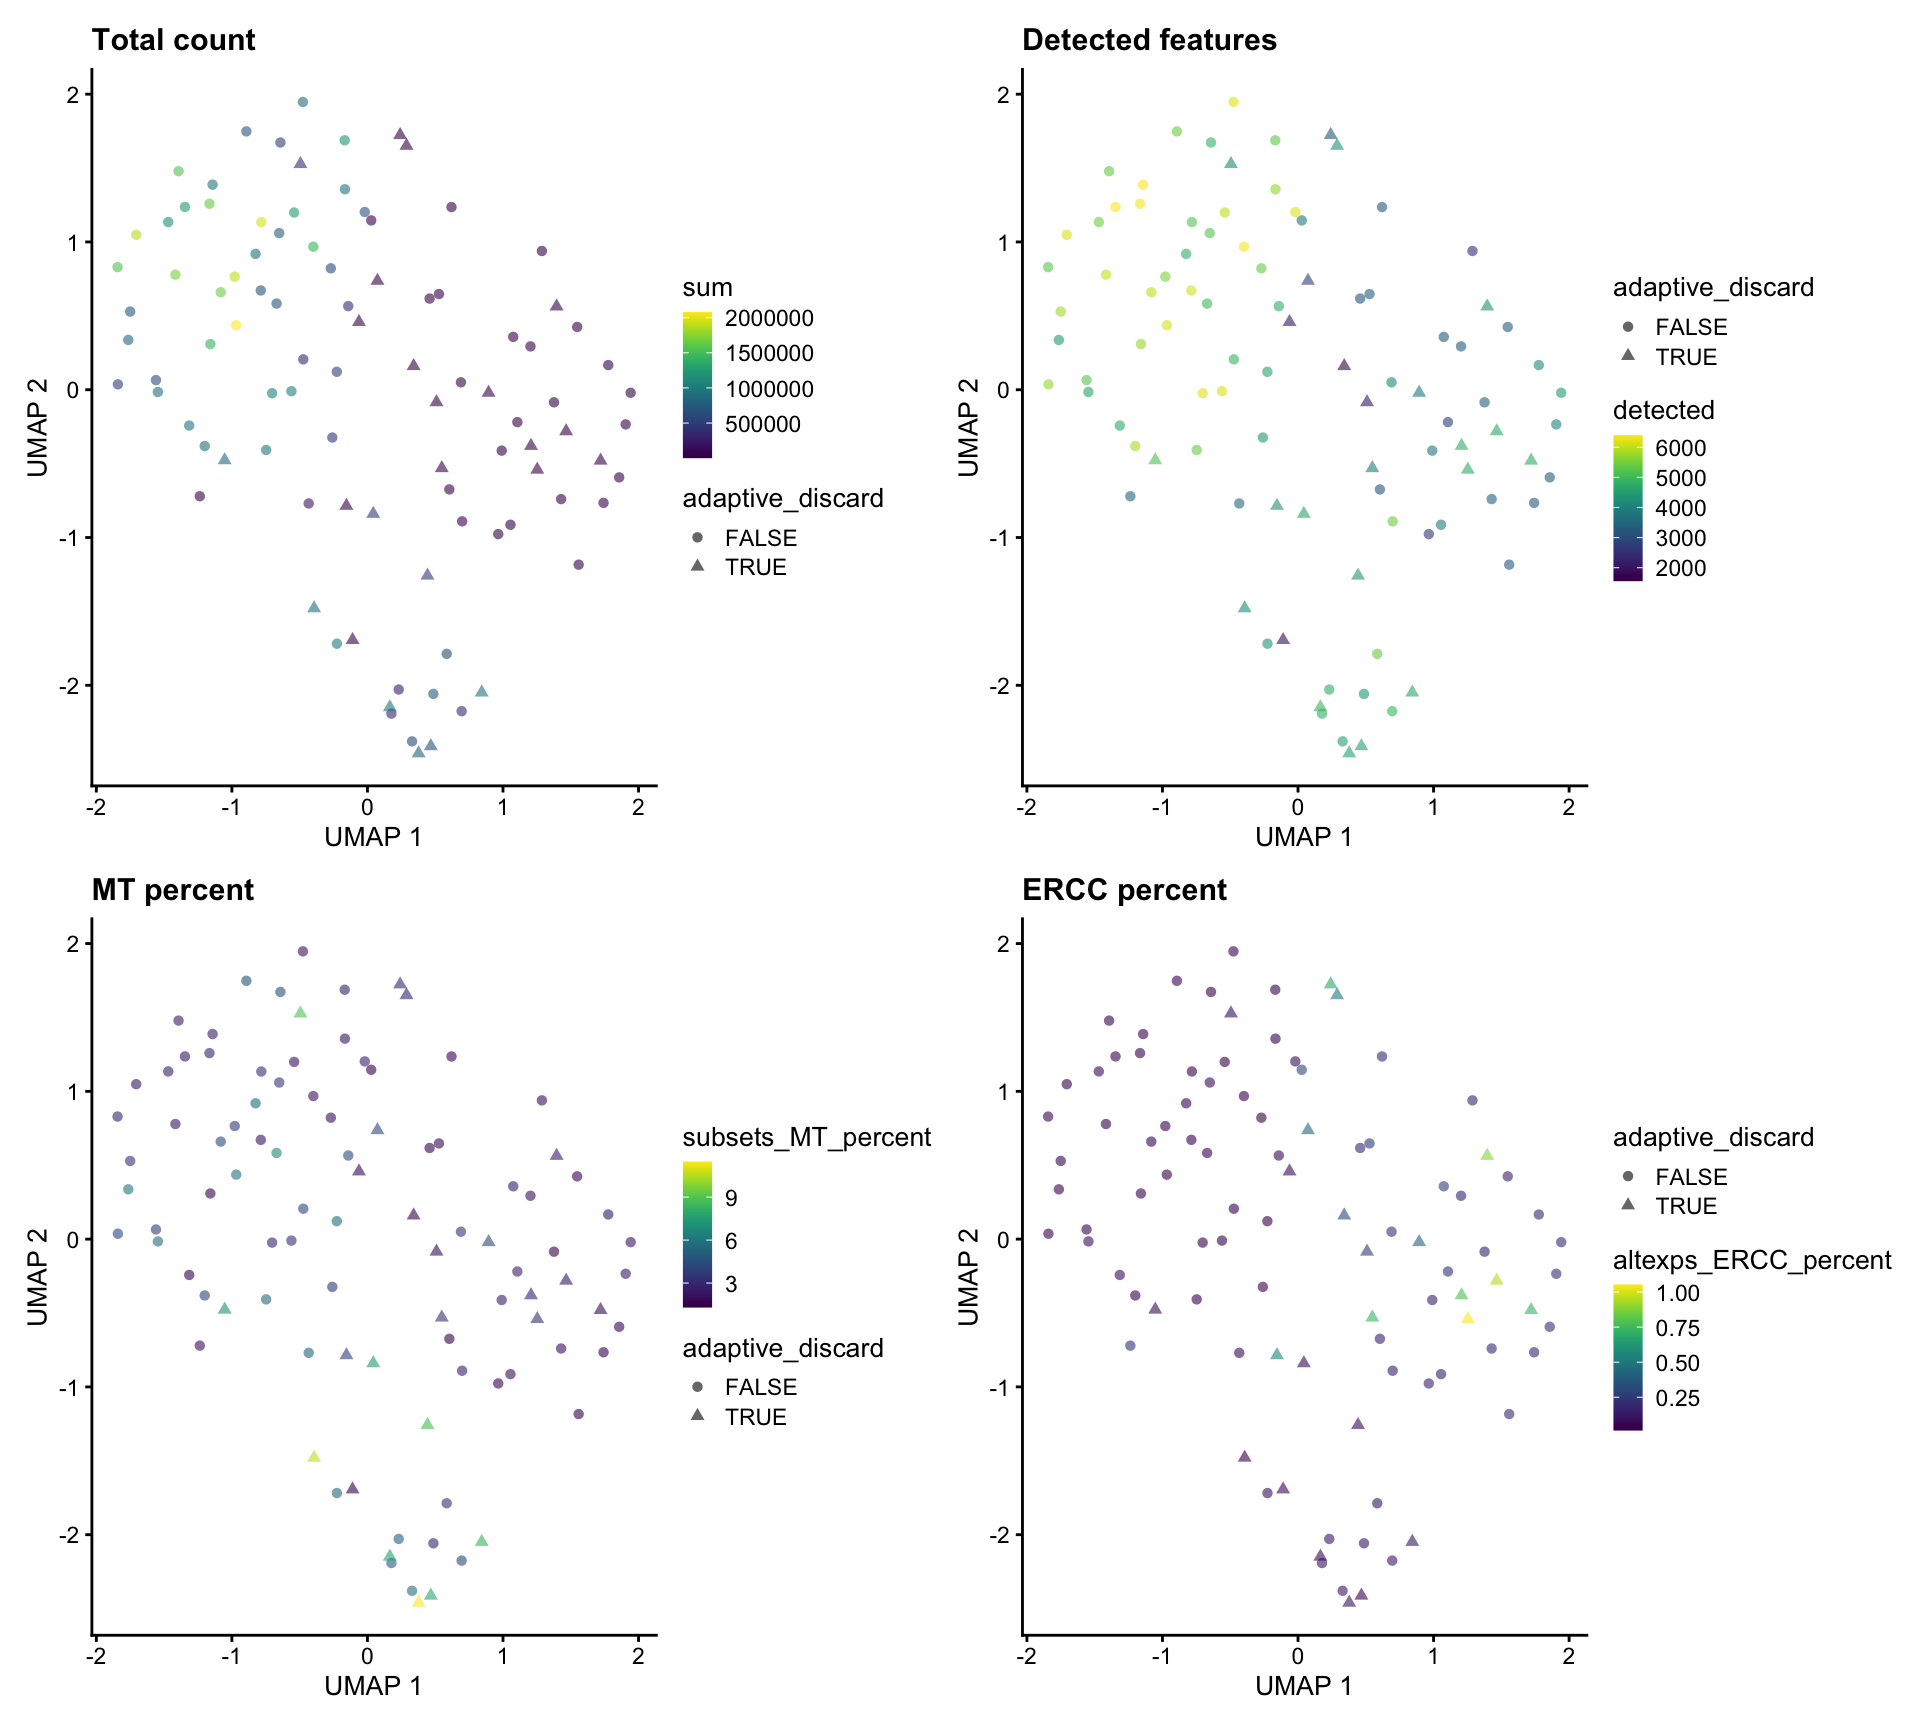 Total count
2
1
0
-1
-2
-2
-1
0
1
2
UMAP 1
UMAP 2
sum
2000000
1500000
1000000
500000
adaptive_discard
FALSE
TRUE
Detected features
2
1
0
-1
-2
-2
-1
0
1
2
UMAP 1
UMAP 2
adaptive_discard
FALSE
TRUE
detected
6000
5000
4000
3000
2000
MT percent
2
1
0
-1
-2
-2
-1
0
1
2
UMAP 1
UMAP 2
subsets_MT_percent
9
6
3
adaptive_discard
FALSE
TRUE
ERCC percent
2
1
0
-1
-2
-2
-1
0
1
2
UMAP 1
UMAP 2
adaptive_discard
FALSE
TRUE
altexps_ERCC_percent
1.00
0.75
0.50
0.25